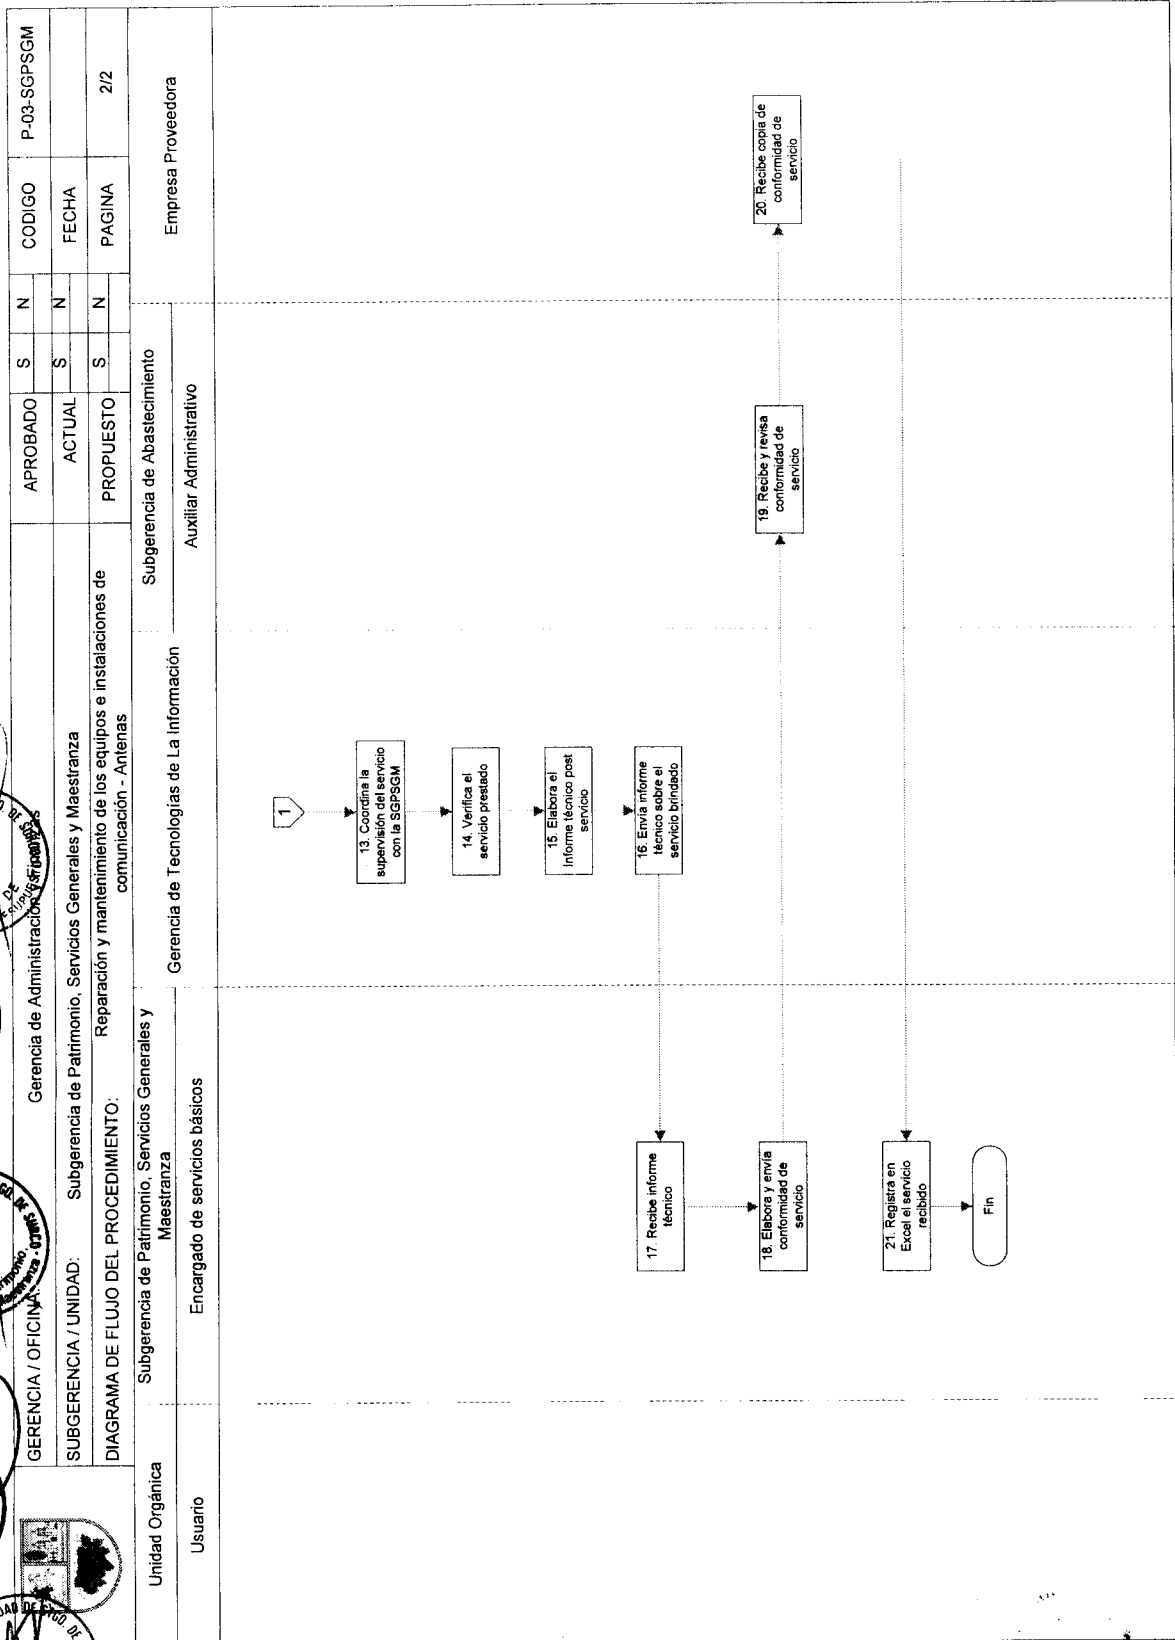 GERENCIA / OFICINA:
Gerencia de Administración y Finanzas
APROBADO
S
N
CODIGO
P-03-SGPSGM
SUBGERENCIA / UNIDAD:
Subgerencia de Patrimonio, Servicios Generales y Maestranza
ACTUAL
S
N
FECHA
DIAGRAMA DE FLUJO DEL PROCEDIMIENTO:
Reparación y mantenimiento de los equipos e instalaciones de
comunicación - Antenas
PROPUESTO
S
N
PAGINA
2/2
Unidad Orgánica
Subgerencia de Patrimonio, Servicios Generales y
Maestranza
Gerencia de Tecnologías de La Información
Subgerencia de Abastecimiento
Empresa Proveedora
Usuario
Encargado de servicios básicos
Auxiliar Administrativo
1
13. Coordina la
supervisión del servicio
con la SGPSGM
14. Verifica el
servicio prestado
15. Elabora el
Informe técnico post
servicio
16. Envía informe
técnico sobre el
servicio brindado
17. Recibe informe
técnico
18. Elabora y envía
conformidad de
servicio
19. Recibe y revisa
conformidad de
servicio
20. Recibe copia de
conformidad de
servicio
21. Registra en
Excel el servicio
recibido
Fin